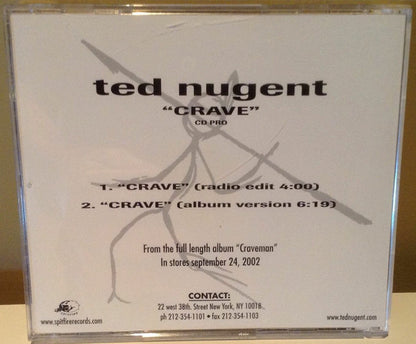 ted nugent
"CRAVE"
CD-PRO
1. "CRAVE" (radio edit 4:00)
2. "CRAVE" (album version 6:19)
From the full length album "Craveman"
In stores september 24, 2002
CONTACT:
22 west 38th. Street New York, NY 10018
ph 212-354-1101 • fax 212-354-1103
www.spitfirerecords.com
www.tednugent.com